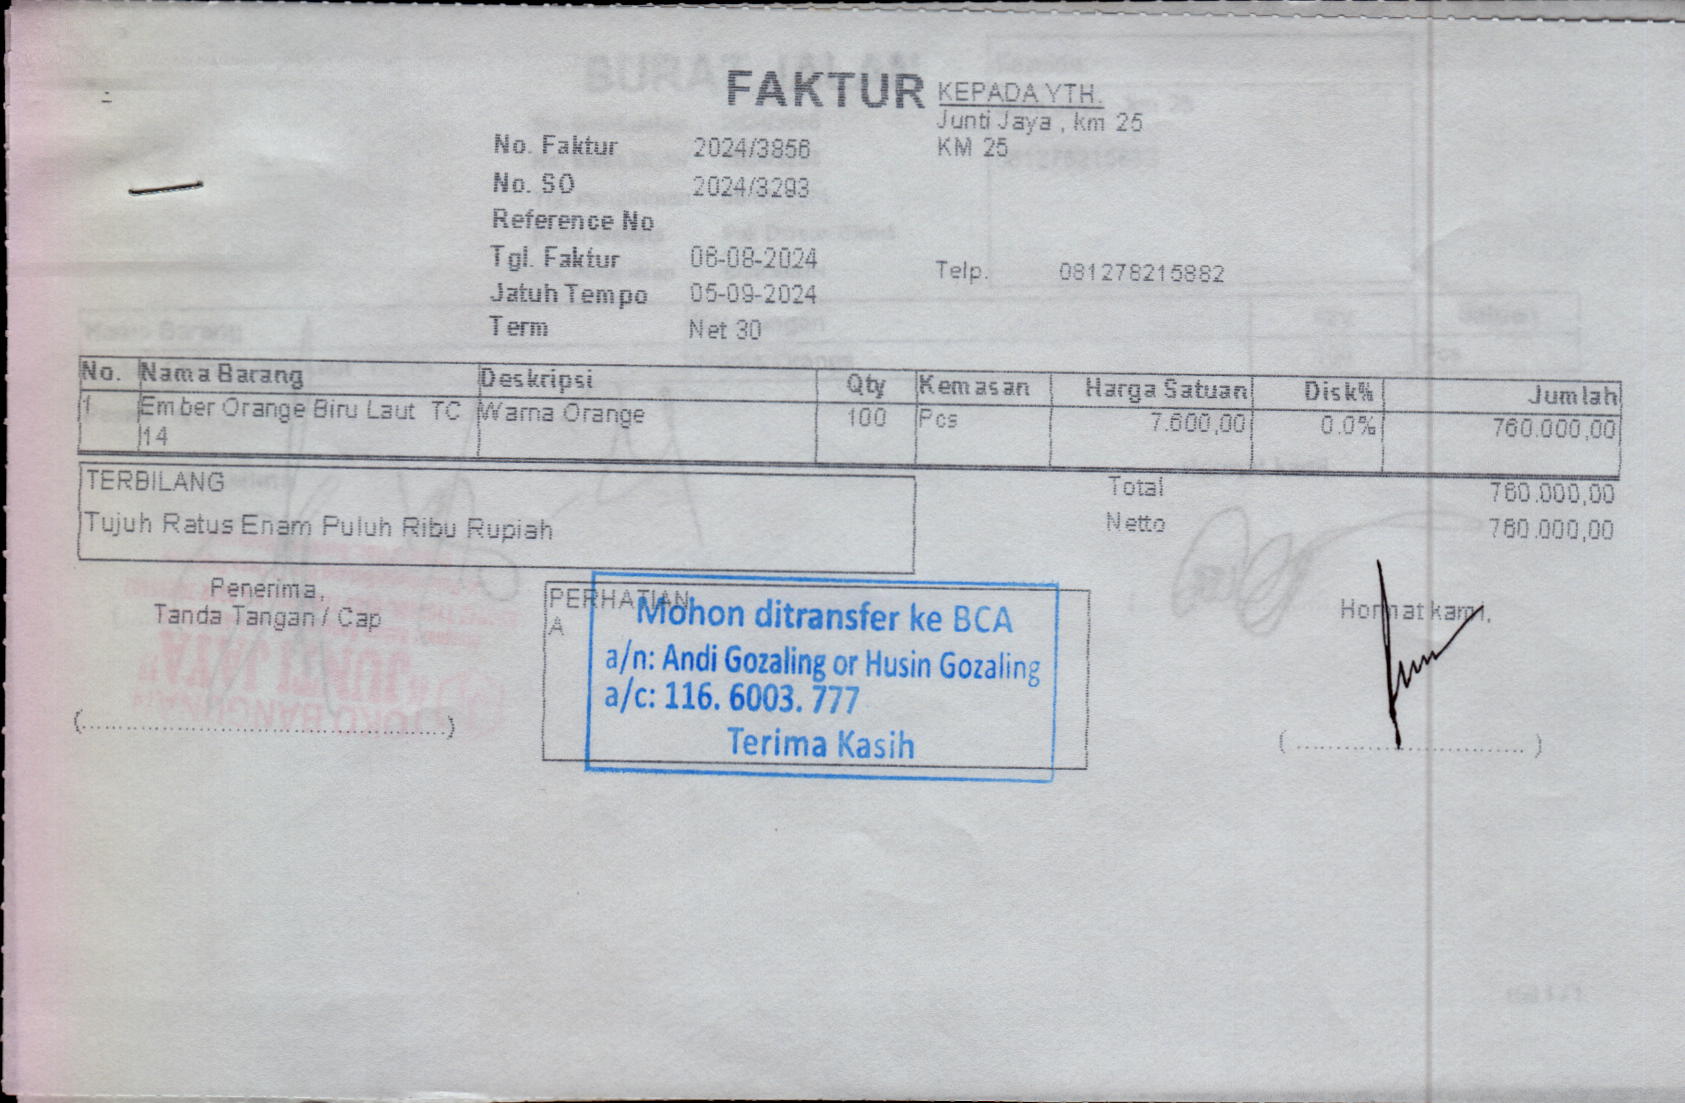 FAKTUR
KEPADA YTH.
Junti Jaya , km 25
KM 25
No. Faktur 2024/3856
No. SO 2024/3293
Reference No
Tgl. Faktur 06-08-2024
Telp. 081278215882
Jatuh Tempo 05-09-2024
Term Net 30
No. Nama Barang Deskripsi Qty Kemasan Harga Satuan Disk% Jumlah
1 Ember Orange Biru Laut TC Warna Orange 100 Pcs 7.600,00 0.0% 760.000,00
14
TERBILANG
Total 760.000,00
Tujuh Ratus Enam Puluh Ribu Rupiah
Netto 760.000,00
Penerima,
Tanda Tangan / Cap
PERHATIAN
A
Mohon ditransfer ke BCA
a/n: Andi Gozaling or Husin Gozaling
a/c: 116. 6003. 777
Terima Kasih
Hormat kami,
(..............................................)
( ................................ )